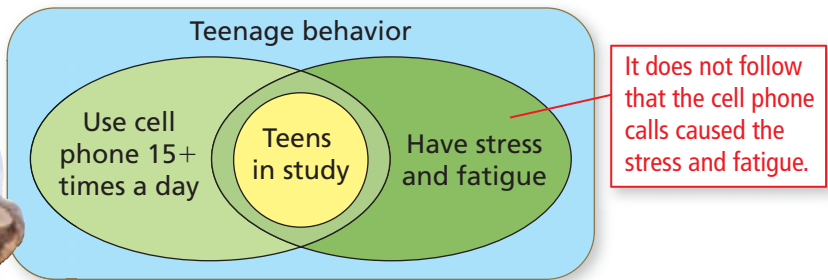 Teenage behavior
Use cell
phone 15+
times a day
Teens
in study
Have stress
and fatigue
It does not follow
that the cell phone
calls caused the
stress and fatigue.